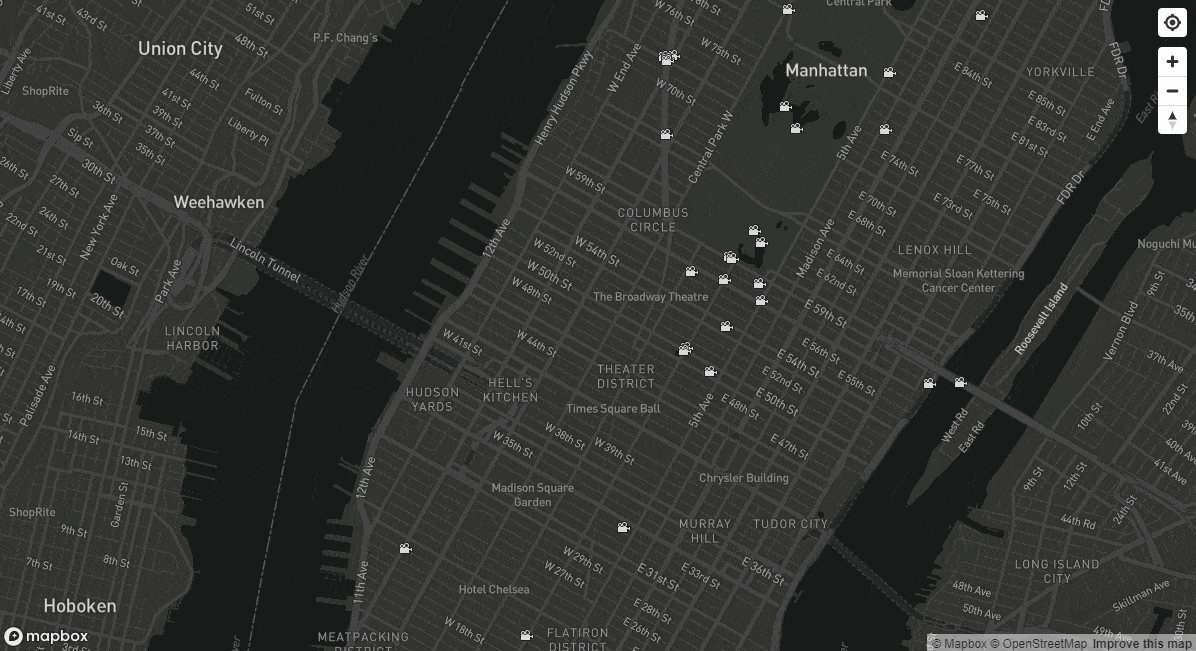 Central Park
W 76th St
51st St
41st St
43rd St
Union City
48th St
P.F. Chang's
W 75th St
Manhattan
W End Ave
Liberty Ave
FDR Dr
E 84th St
YORKVILLE
44th St
ShopRite
41st St
39th St
36th St
37th St
35th St
Fulton St
Liberty Pl
Sip St
W 70th St
Henry Hudson Pkwy
E 85th St
E 83rd St
E 81st St
E End Ave
5th Ave
Central Park W
E 74th St
E 77th St
E 75th St
E 73rd St
E 70th St
E 68th St
FDR Dr
26th St
30th St
27th St
24th St
22nd St
21st St
19th St
17th St
Weehawken
New York Ave
Oak St
20th St
Park Ave
Lincoln Tunnel
Hudson River
W 59th St
12th Ave
COLUMBUS
CIRCLE
W 54th St
W 52nd St
W 50th St
W 48th St
Madison Ave
LENOX HILL
E 64th St
E 62nd St
Memorial Sloan Kettering
Cancer Center
The Broadway Theatre
E 59th St
Roosevelt Island
Vernon Blvd
9th St
LINCOLN
HARBOR
W 41st St
W 44th St
E 56th St
E 54th St
E 55th St
E 52nd St
E 50th St
E 48th St
E 47th St
THEATER
DISTRICT
HELL'S
KITCHEN
HUDSON
YARDS
Times Square Ball
5th Ave
37th Ave
22nd St
10th St
Palisade Ave
16th St
15th St
14th St
13th St
Garden St
W 35th St
W 38th St
W 39th St
West Rd
East Rd
9th St
12th St
24th St
41st Ave
44th Rd
12th Ave
Madison Square
Garden
Chrysler Building
MURRAY
HILL
TUDOR CITY
ShopRite
9th St
8th St
7th St
Hoboken
11th Ave
W 29th St
W 27th St
E 31st St
E 33rd St
E 36th St
LONG ISLAND
CITY
Skillman Ave
48th Ave
50th Ave
49th Ave
Hotel Chelsea
E 28th St
E 26th St
W 18th St
MEATPACKING
DISTRICT
FLATIRON
DISTRICT
mapbox
© Mapbox © OpenStreetMap Improve this map